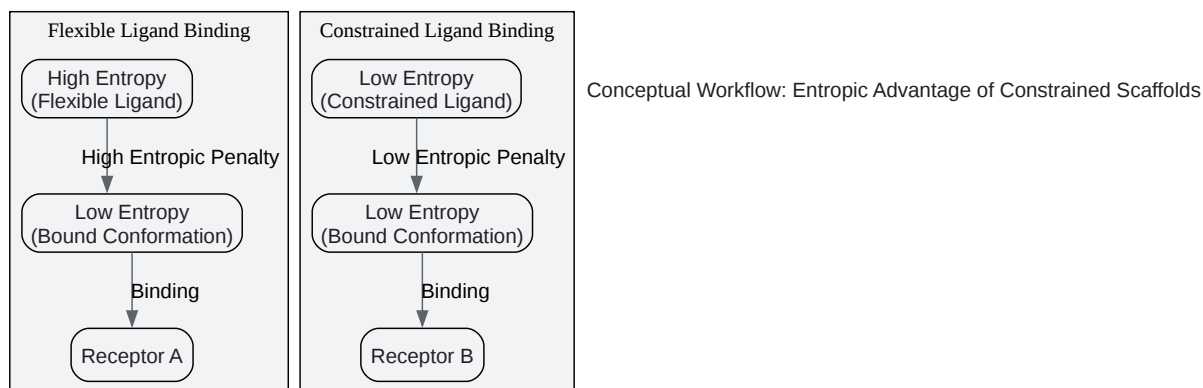 Flexible Ligand Binding
High Entropy
(Flexible Ligand)
High Entropic Penalty
Low Entropy
(Bound Conformation)
Binding
Receptor A
Constrained Ligand Binding
Low Entropy
(Constrained Ligand)
Low Entropic Penalty
Low Entropy
(Bound Conformation)
Binding
Receptor B
Conceptual Workflow: Entropic Advantage of Constrained Scaffolds